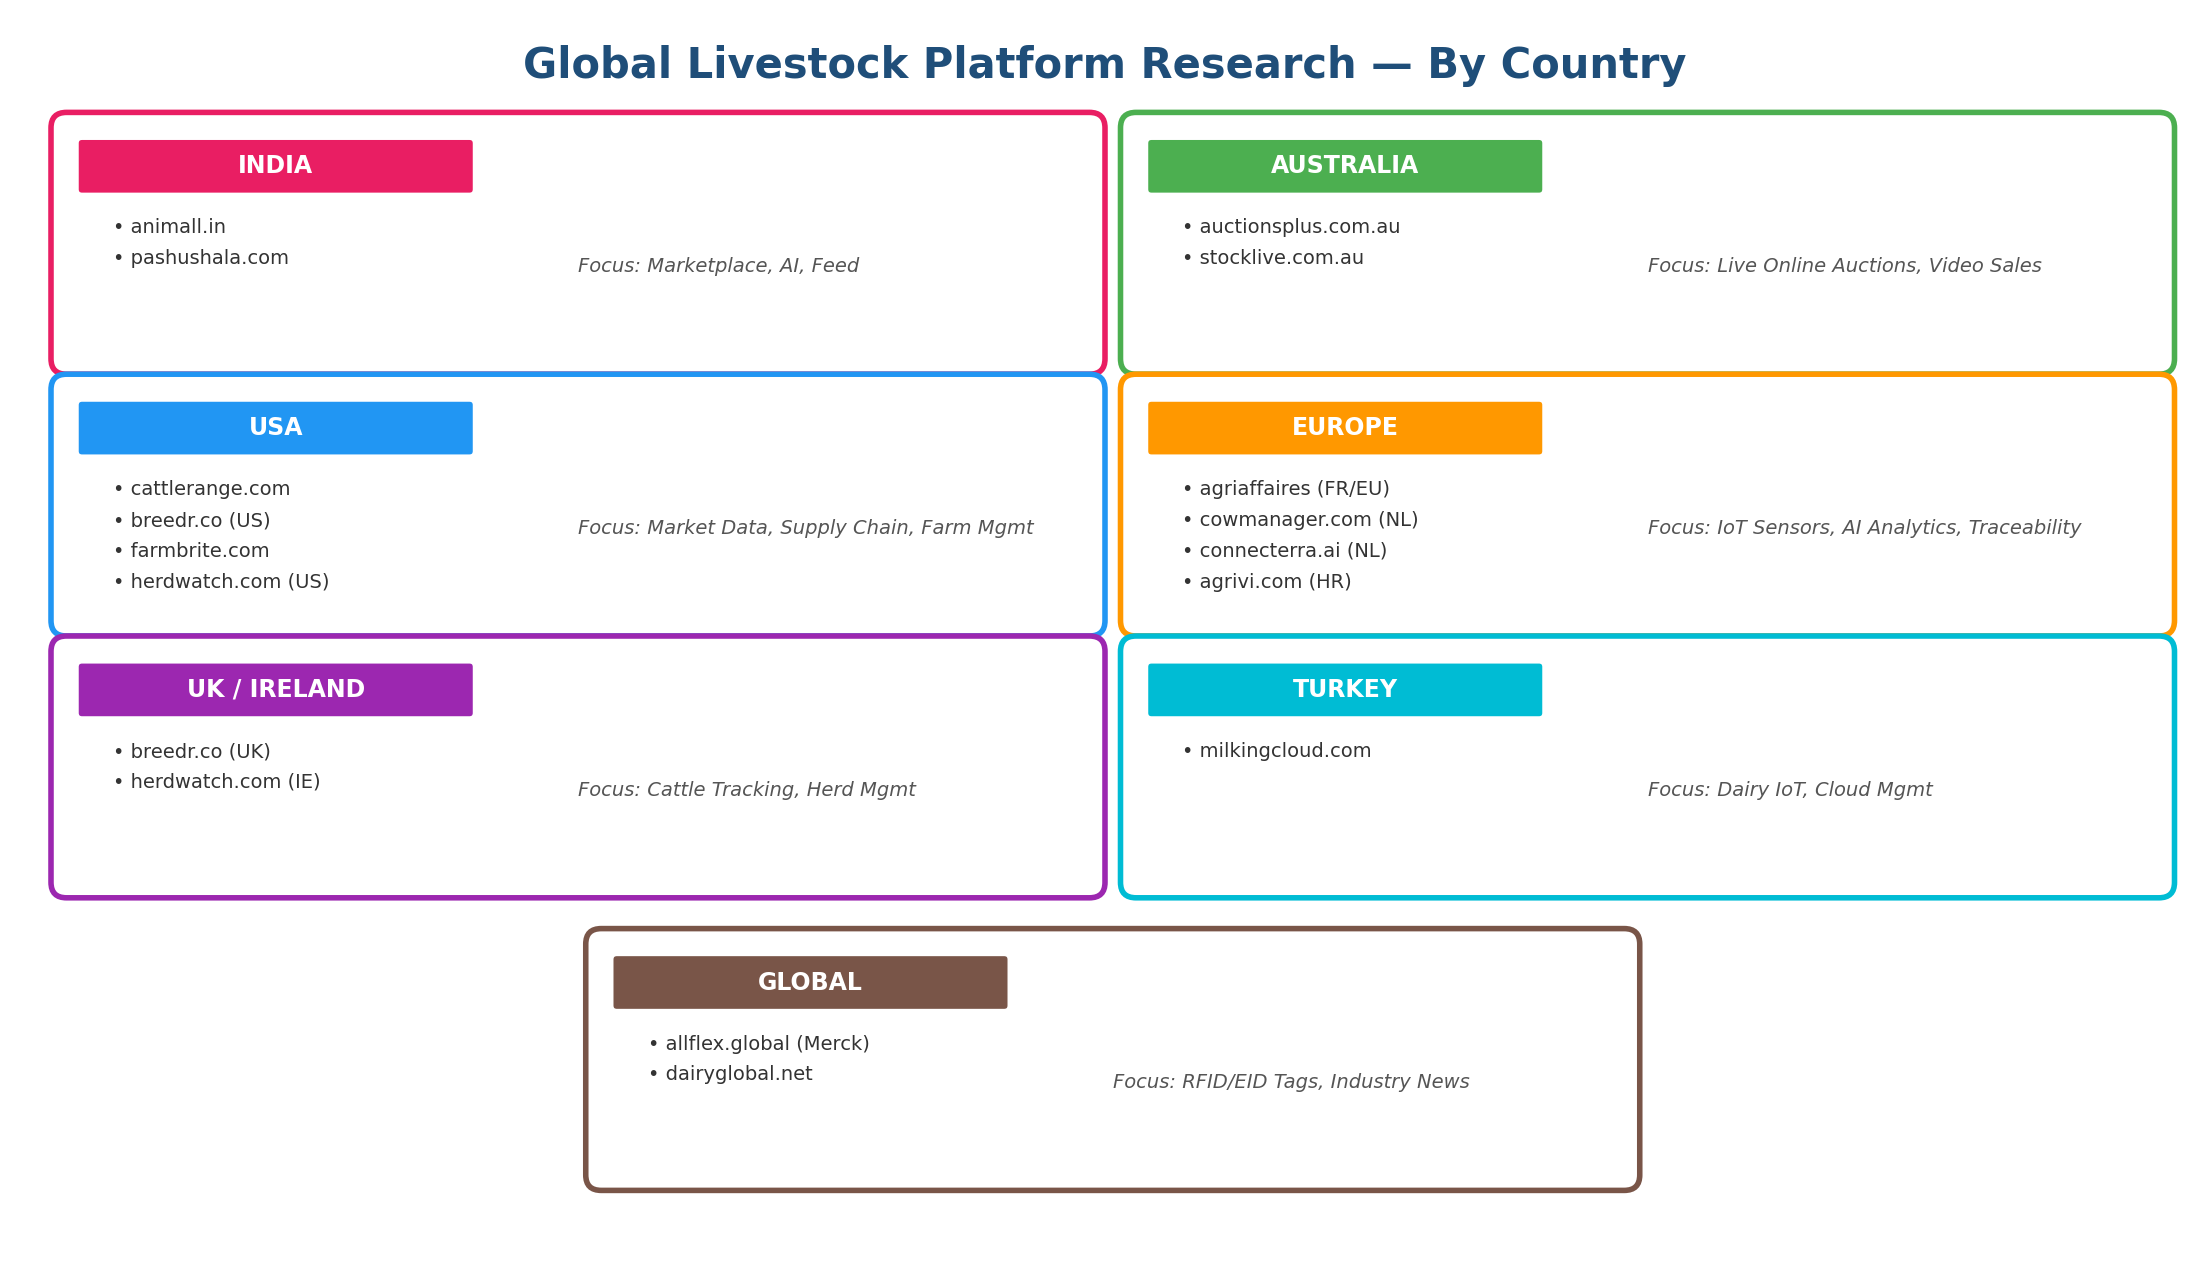 Global Livestock Platform Research — By Country
INDIA
• animall.in
• pashushala.com
Focus: Marketplace, AI, Feed
AUSTRALIA
• auctionsplus.com.au
• stocklive.com.au
Focus: Live Online Auctions, Video Sales
USA
• cattlerange.com
• breedr.co (US)
• farmbrite.com
• herdwatch.com (US)
Focus: Market Data, Supply Chain, Farm Mgmt
EUROPE
• agriaffaires (FR/EU)
• cowmanager.com (NL)
• connecterra.ai (NL)
• agrivi.com (HR)
Focus: IoT Sensors, AI Analytics, Traceability
UK / IRELAND
• breedr.co (UK)
• herdwatch.com (IE)
Focus: Cattle Tracking, Herd Mgmt
TURKEY
• milkingcloud.com
Focus: Dairy IoT, Cloud Mgmt
GLOBAL
• allflex.global (Merck)
• dairyglobal.net
Focus: RFID/EID Tags, Industry News